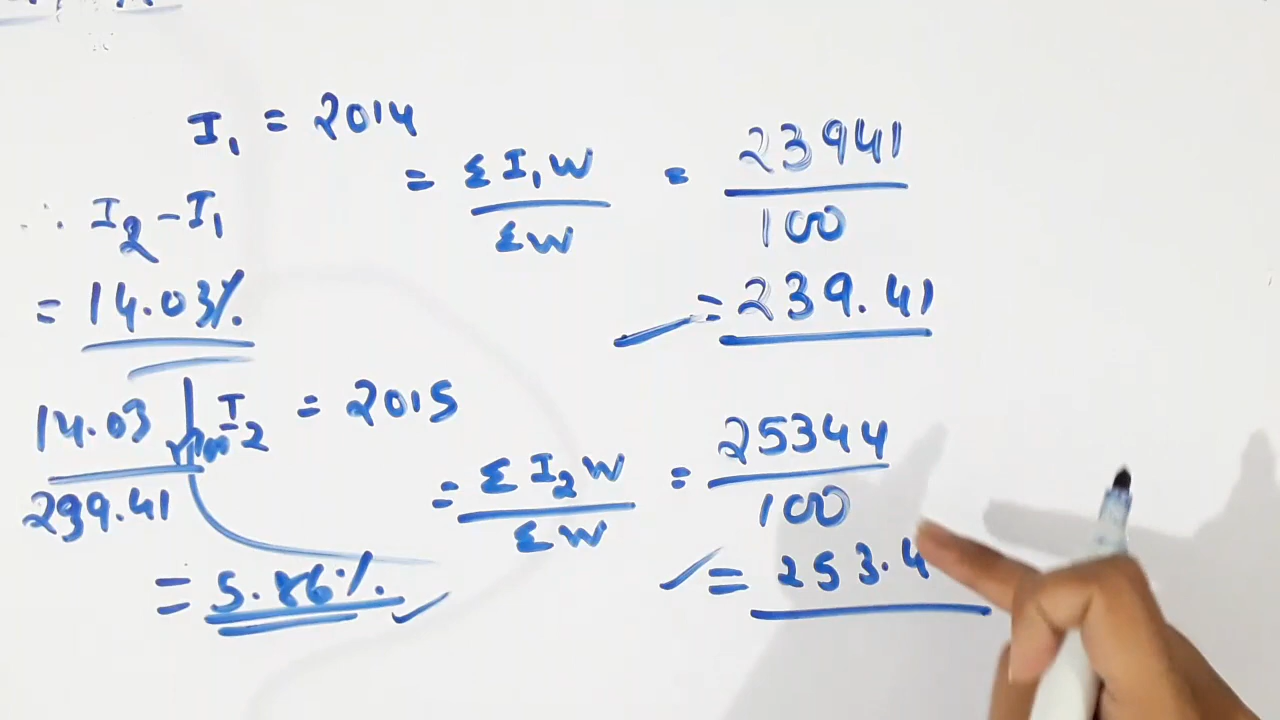 I₁ = 2014
= ΣI₁W / ΣW = 23941 / 100
= 239.41
∴ I₂ - I₁
= 14.03%
I₂ = 2015
= ΣI₂W / ΣW = 25344 / 100
= 253.4
14.03 / 239.41
= 5.86%